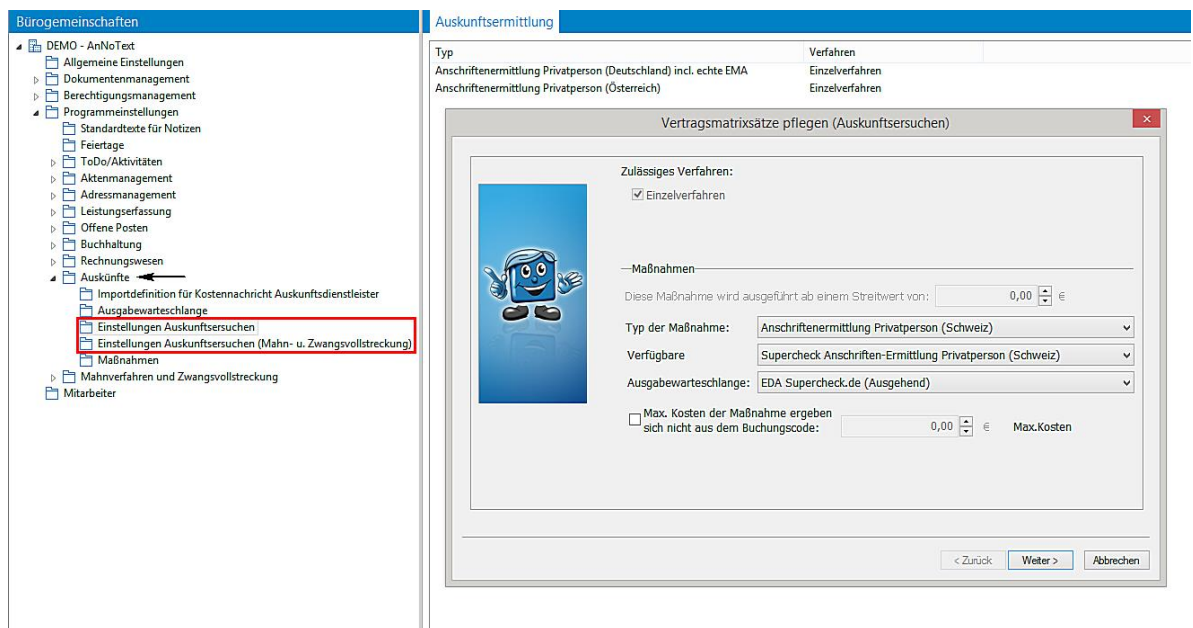 Bürogemeinschaften
DEMO - AnNoText
Allgemeine Einstellungen
Dokumentenmanagement
Berechtigungsmanagement
Programmeinstellungen
Standardtexte für Notizen
Feiertage
ToDo/Aktivitäten
Aktenmanagement
Adressmanagement
Leistungserfassung
Offene Posten
Buchhaltung
Rechnungswesen
Auskünfte
Importdefinition für Kostennachricht Auskunftsdienstleister
Ausgabewarteschlange
Einstellungen Auskunftsersuchen
Einstellungen Auskunftsersuchen (Mahn- u. Zwangsvollstreckung)
Maßnahmen
Mahnverfahren und Zwangsvollstreckung
Mitarbeiter
Auskunftsermittlung
Typ Verfahren
Anschriftenermittlung Privatperson (Deutschland) incl. echte EMA Einzelverfahren
Anschriftenermittlung Privatperson (Österreich) Einzelverfahren
Vertragsmatrixsätze pflegen (Auskunftsersuchen)
Zulässiges Verfahren:
Einzelverfahren
Maßnahmen
Diese Maßnahme wird ausgeführt ab einem Streitwert von: 0,00 €
Typ der Maßnahme: Anschriftenermittlung Privatperson (Schweiz)
Verfügbare Supercheck Anschriften-Ermittlung Privatperson (Schweiz)
Ausgabewarteschlange: EDA Supercheck.de (Ausgehend)
Max. Kosten der Maßnahme ergeben
sich nicht aus dem Buchungscode: 0,00 € Max.Kosten
< Zurück Weiter > Abbrechen